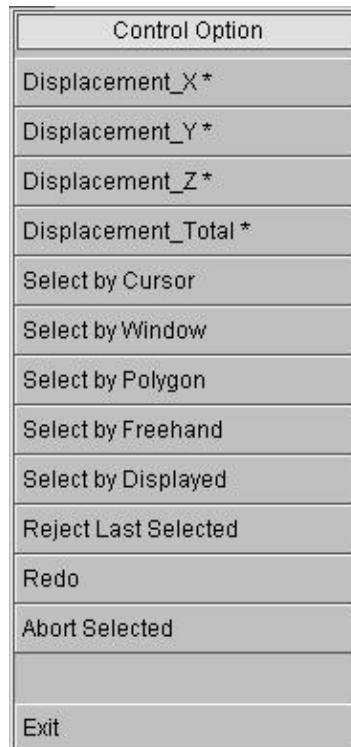 Control Option
Displacement_X *
Displacement_Y *
Displacement_Z *
Displacement_Total *
Select by Cursor
Select by Window
Select by Polygon
Select by Freehand
Select by Displayed
Reject Last Selected
Redo
Abort Selected
Exit